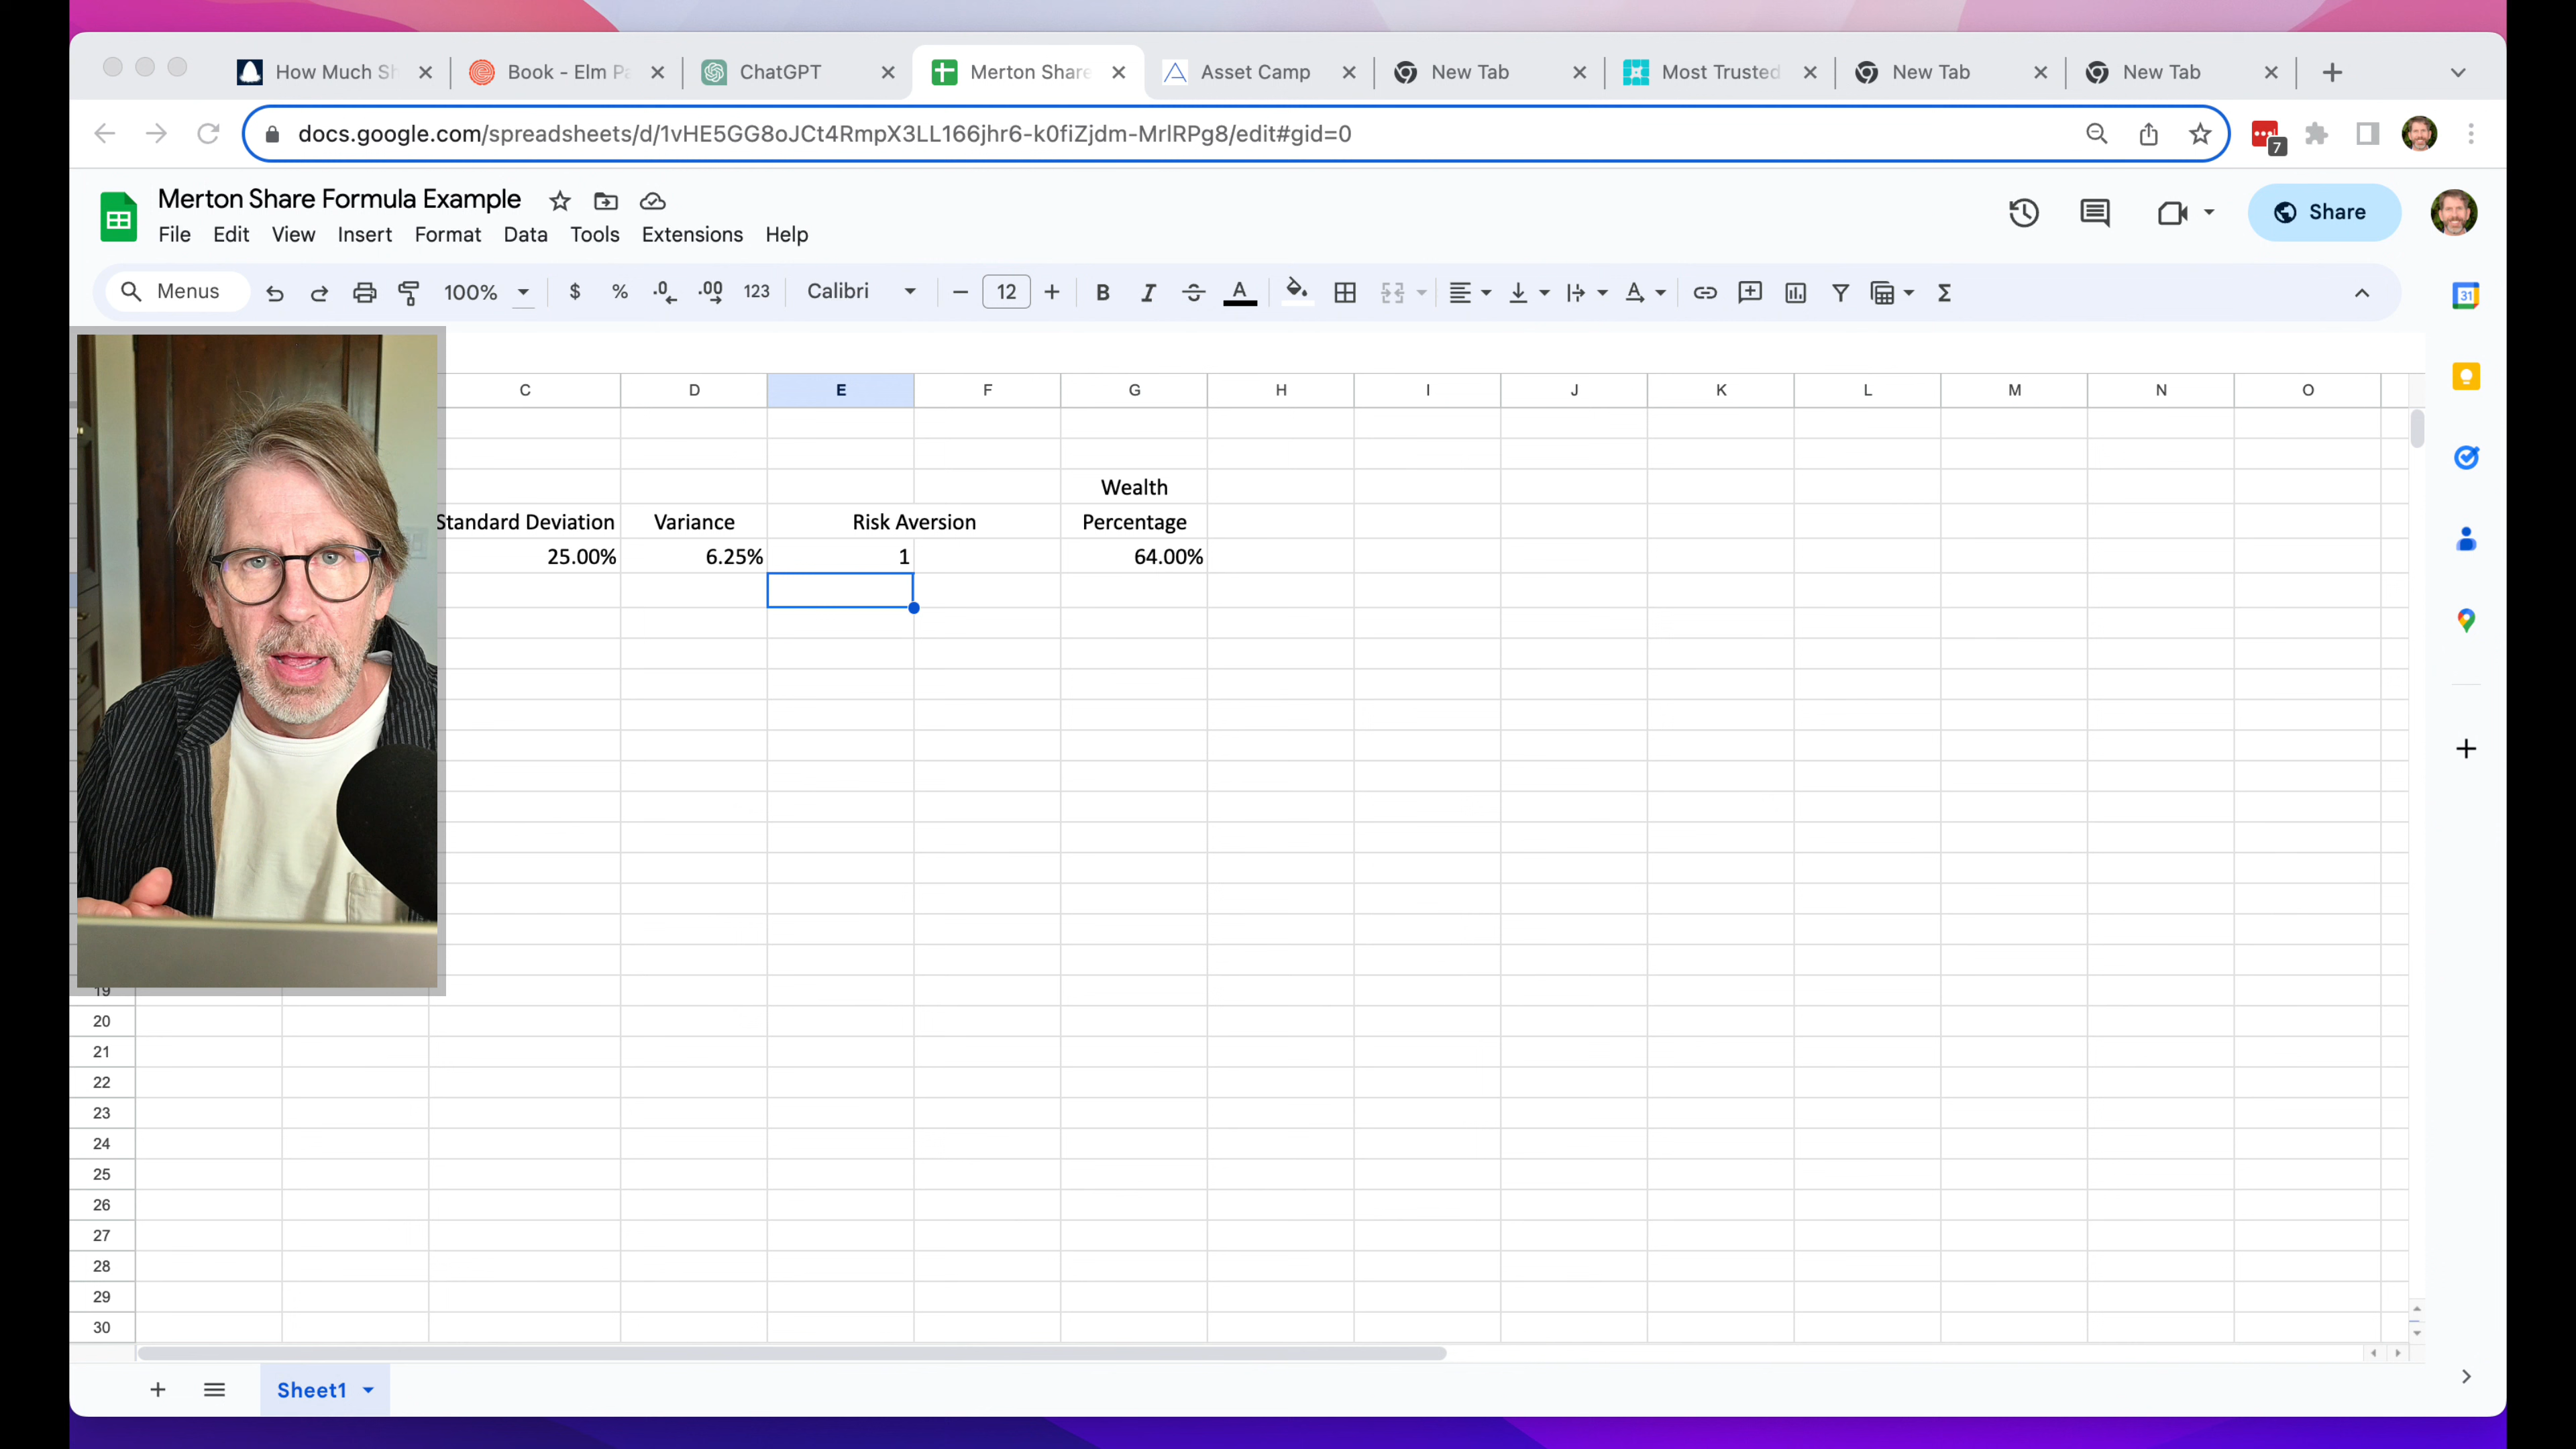 How Much Sh
Book - Elm Pa
ChatGPT
Merton Share
Asset Camp
New Tab
Most Trusted
New Tab
New Tab
docs.google.com/spreadsheets/d/1vHE5GG8oJCt4RmpX3LL166jhr6-k0fiZjdm-MrlRPg8/edit#gid=0
7
Merton Share Formula Example
File Edit View Insert Format Data Tools Extensions Help
Share
Menus
100%
$ % .0 .00 123
Calibri
12
B I A
31
C D E F G H I J K L M N O
Wealth
Standard Deviation Variance Risk Aversion Percentage
25.00% 6.25% 1 64.00%
19
20
21
22
23
24
25
26
27
28
29
30
Sheet1